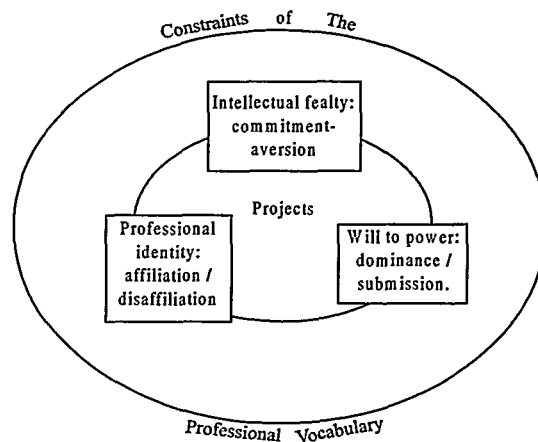 Constraints of The
Intellectual fealty:
commitment-
aversion
Projects
Professional
identity:
affiliation /
disaffiliation
Will to power:
dominance /
submission.
Professional Vocabulary